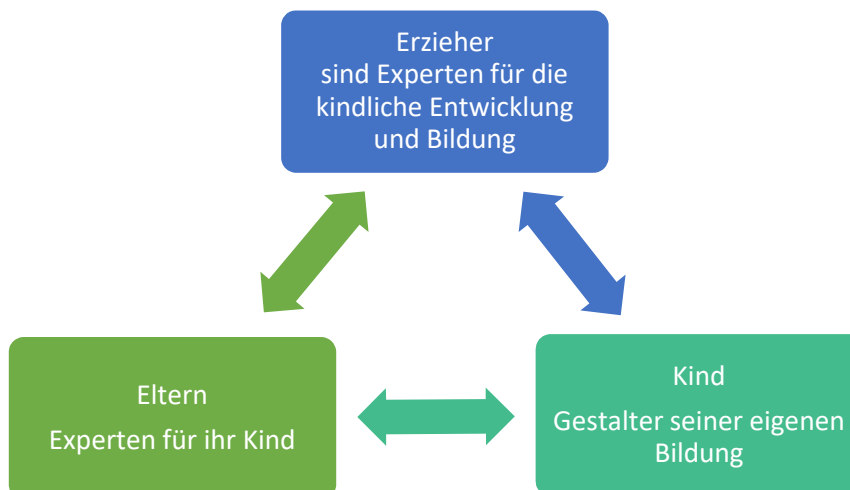 Erzieher
sind Experten für die
kindliche Entwicklung
und Bildung
Eltern
Experten für ihr Kind
Kind
Gestalter seiner eigenen
Bildung